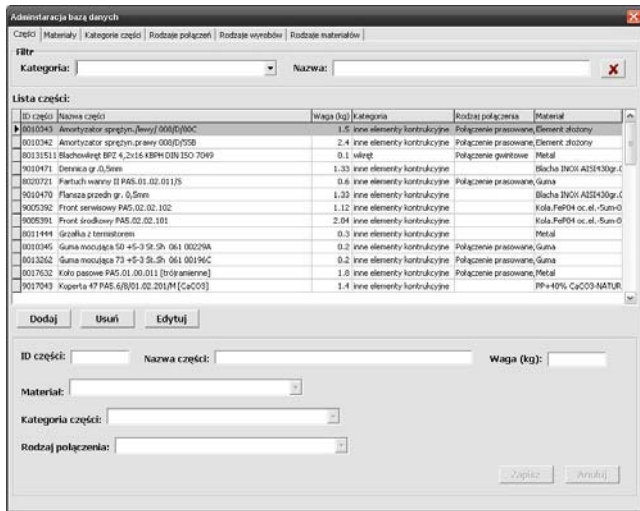 Adminstaracja bazą danych
Części Materiały Kategorie części Rodzaje połączeń Rodzaje wyrobów Rodzaje materiałów
Filtr
Kategoria: Nazwa:
Lista części:
ID części Nazwa części Waga (kg) Kategoria Rodzaj połączenia Materiał
8010343 Amortyzator sprężyn./lewy/ 008/D/80C 1.5 inne elementy kontrukcyjne Połączenie prasowane, Element złożony
8010342 Amortyzator sprężyn.prawy 008/D/55B 2.4 inne elementy kontrukcyjne Połączenie prasowane, Element złożony
80131511 Blachowkręt BPZ 4,2x16 KBPH DIN ISO 7049 0.1 wkręt Połączenie gwintowe Metal
9010471 Dennica gr.0,5mm 1.33 inne elementy kontrukcyjne Blacha INOX AISI430gr.0
8020721 Fartuch wanny II PA5.01.02.011/S 0.6 inne elementy kontrukcyjne Połączenie prasowane, Guma
9010470 Flansza przedn gr. 0,5mm 1.33 inne elementy kontrukcyjne Blacha INOX AISI430gr.0
9005392 Front serwisowy PA5.02.02.102 1.12 inne elementy kontrukcyjne Kola.FeP04 oc.el.-5um-0
9005391 Front środkowy PA5.02.02.101 2.04 inne elementy kontrukcyjne Kola.FeP04 oc.el.-5um-0
8011444 Grzałka z termistorem 0.3 inne elementy kontrukcyjne Metal
8010345 Guma mocująca 50 +5-3 St.Sh 061 00229A 0.2 inne elementy kontrukcyjne Połączenie prasowane, Guma
8013262 Guma mocująca 73 +5-3 St.Sh 061 00196C 0.2 inne elementy kontrukcyjne Połączenie prasowane, Guma
8017632 Koło pasowe PA5.01.00.011 [trójramienne] 1.8 inne elementy kontrukcyjne Połączenie prasowane, Metal
9017043 Koperta 47 PA5.6/8/01.02.201/M [CaCO3] 1.4 inne elementy kontrukcyjne PP+40% CaCO3-NATUR.
Dodaj Usuń Edytuj
ID części: Nazwa części: Waga (kg):
Materiał:
Kategoria części:
Rodzaj połączenia:
Zapisz Anuluj